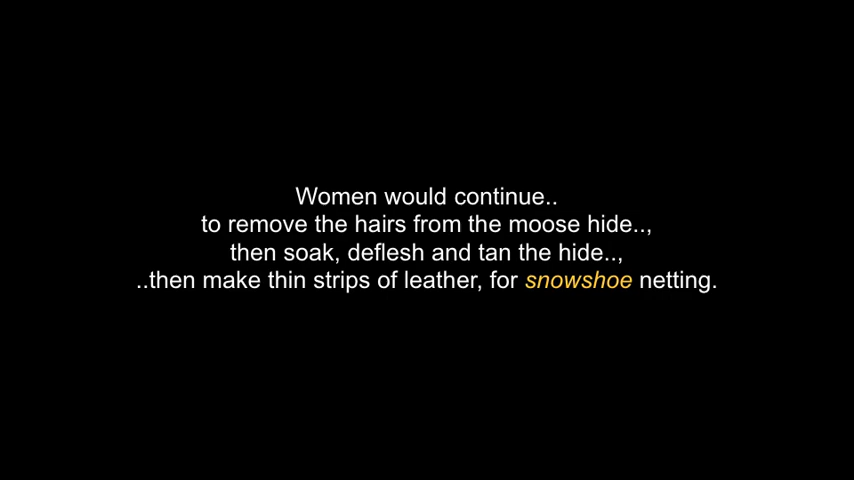 Women would continue..
to remove the hairs from the moose hide..,
then soak, deflesh and tan the hide..,
..then make thin strips of leather, for snowshoe netting.